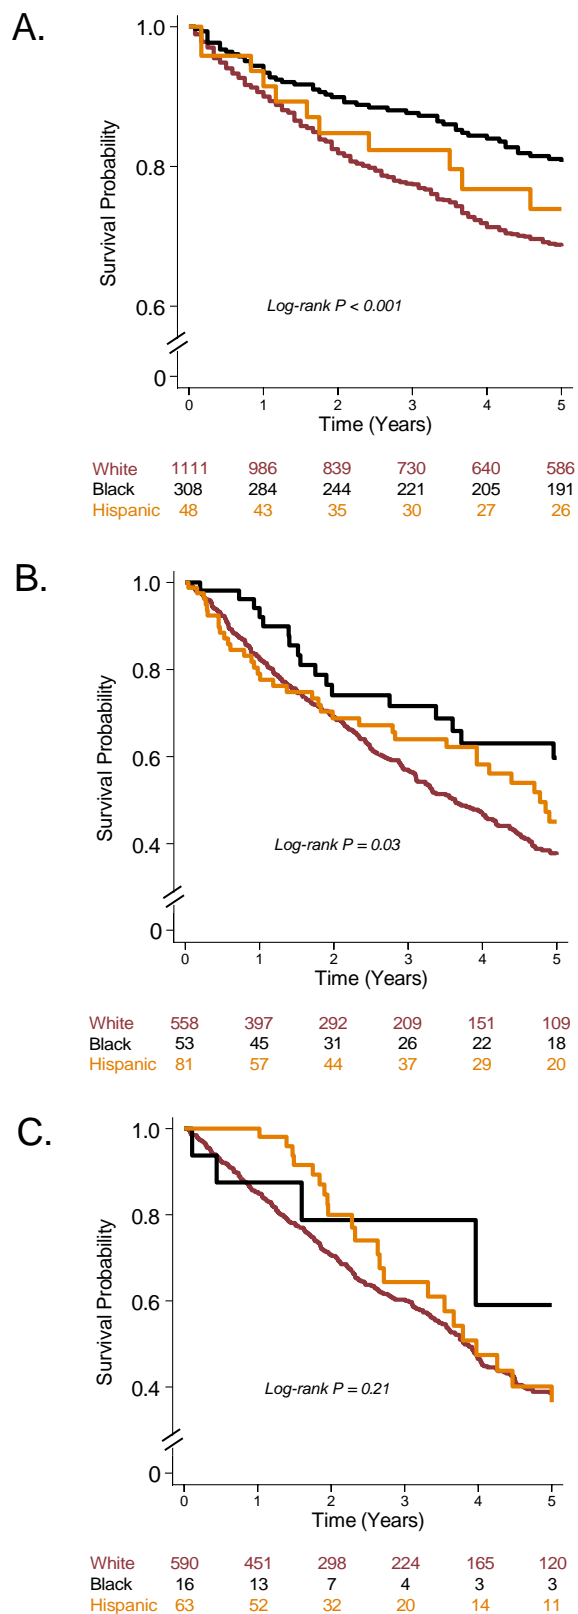 A.
1.0
0.8
0.6
0
Survival Probability
Log-rank P < 0.001
0 1 2 3 4 5
Time (Years)
White 1111 986 839 730 640 586
Black 308 284 244 221 205 191
Hispanic 48 43 35 30 27 26
B.
1.0
0.8
0.6
0.4
0
Survival Probability
Log-rank P = 0.03
0 1 2 3 4 5
Time (Years)
White 558 397 292 209 151 109
Black 53 45 31 26 22 18
Hispanic 81 57 44 37 29 20
C.
1.0
0.8
0.6
0.4
0
Survival Probability
Log-rank P = 0.21
0 1 2 3 4 5
Time (Years)
White 590 451 298 224 165 120
Black 16 13 7 4 3 3
Hispanic 63 52 32 20 14 11